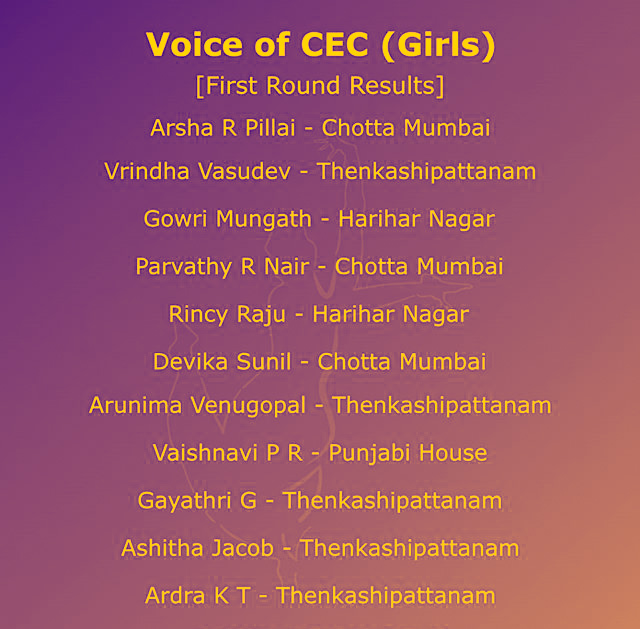 Voice of CEC (Girls)
[First Round Results]
Arsha R Pillai - Chotta Mumbai
Vrindha Vasudev - Thenkashipattanam
Gowri Mungath - Harihar Nagar
Parvathy R Nair - Chotta Mumbai
Rincy Raju - Harihar Nagar
Devika Sunil - Chotta Mumbai
Arunima Venugopal - Thenkashipattanam
Vaishnavi P R - Punjabi House
Gayathri G - Thenkashipattanam
Ashitha Jacob - Thenkashipattanam
Ardra K T - Thenkashipattanam